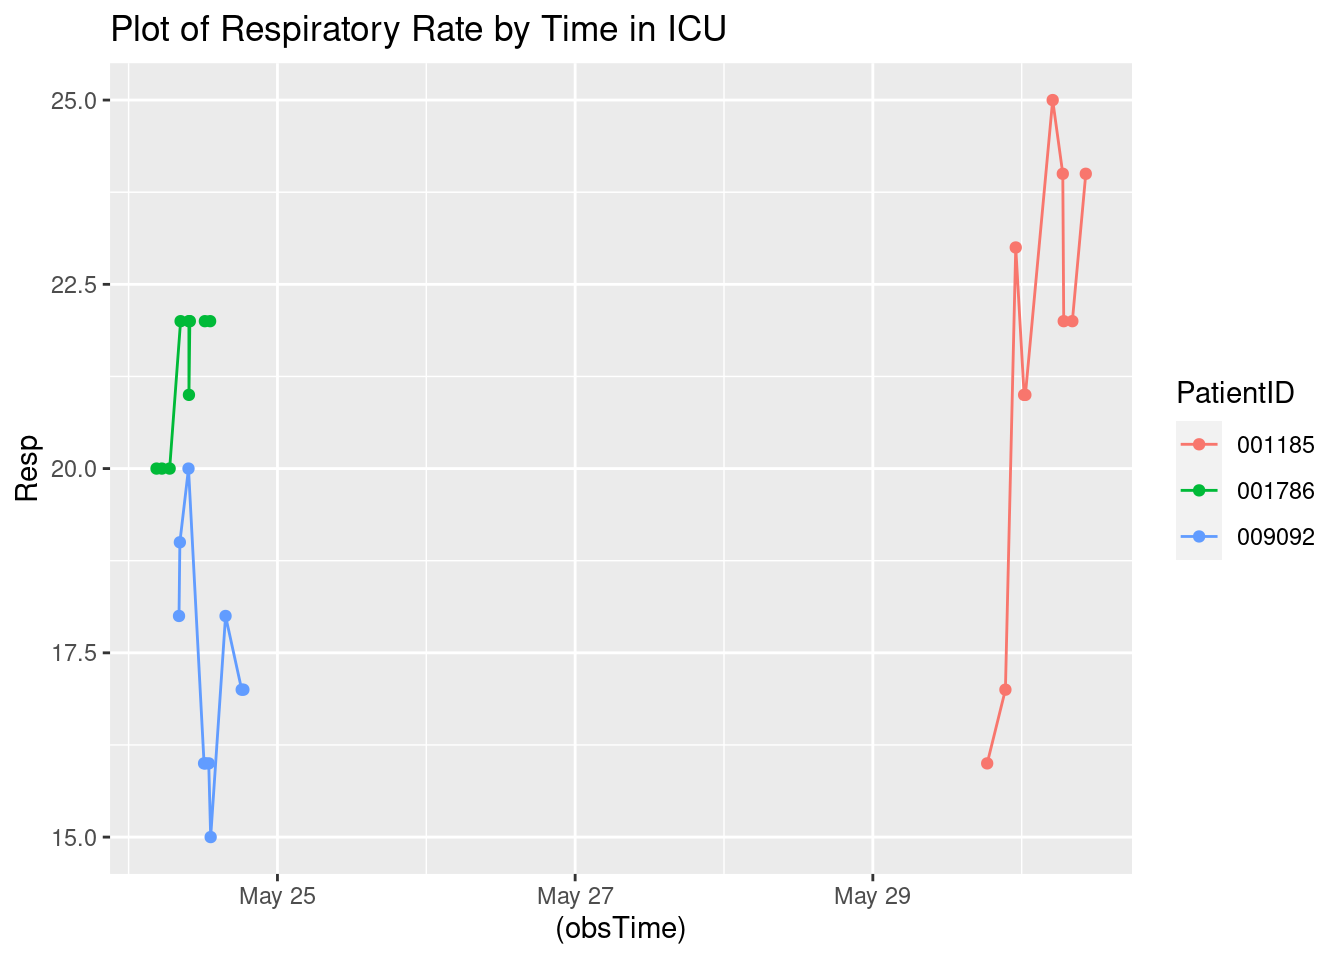 Plot of Respiratory Rate by Time in ICU
25.0
22.5
20.0
17.5
15.0
Resp
May 25
May 27
May 29
(obsTime)
PatientID
001185
001786
009092